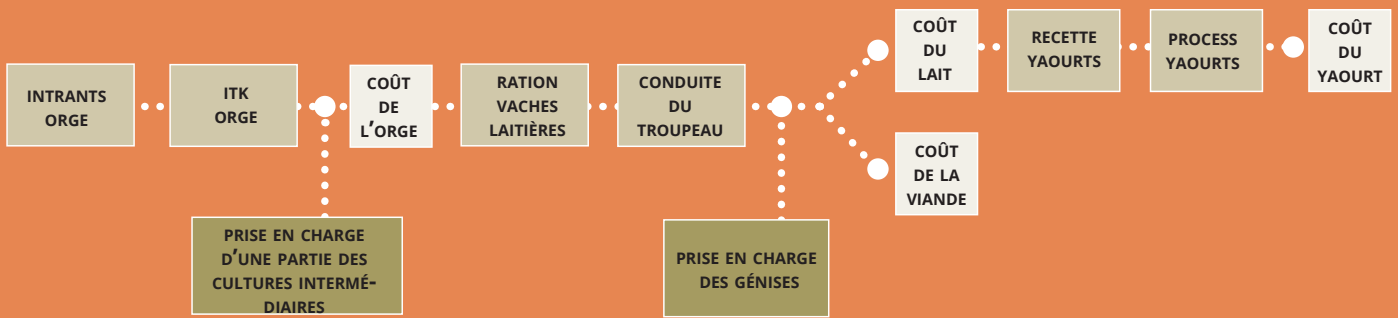 INTRANTS
ORGE
ITK
ORGE
COÛT
DE
L'ORGE
RATION
VACHES
LAITIÈRES
CONDUITE
DU
TROUPEAU
COÛT
DU
LAIT
RECETTE
YAOURTS
PROCESS
YAOURTS
COÛT
DU
YAOURT
COÛT
DE LA
VIANDE
PRISE EN CHARGE
D'UNE PARTIE DES
CULTURES INTERMÉ-
DIAIRES
PRISE EN CHARGE
DES GÉNISES